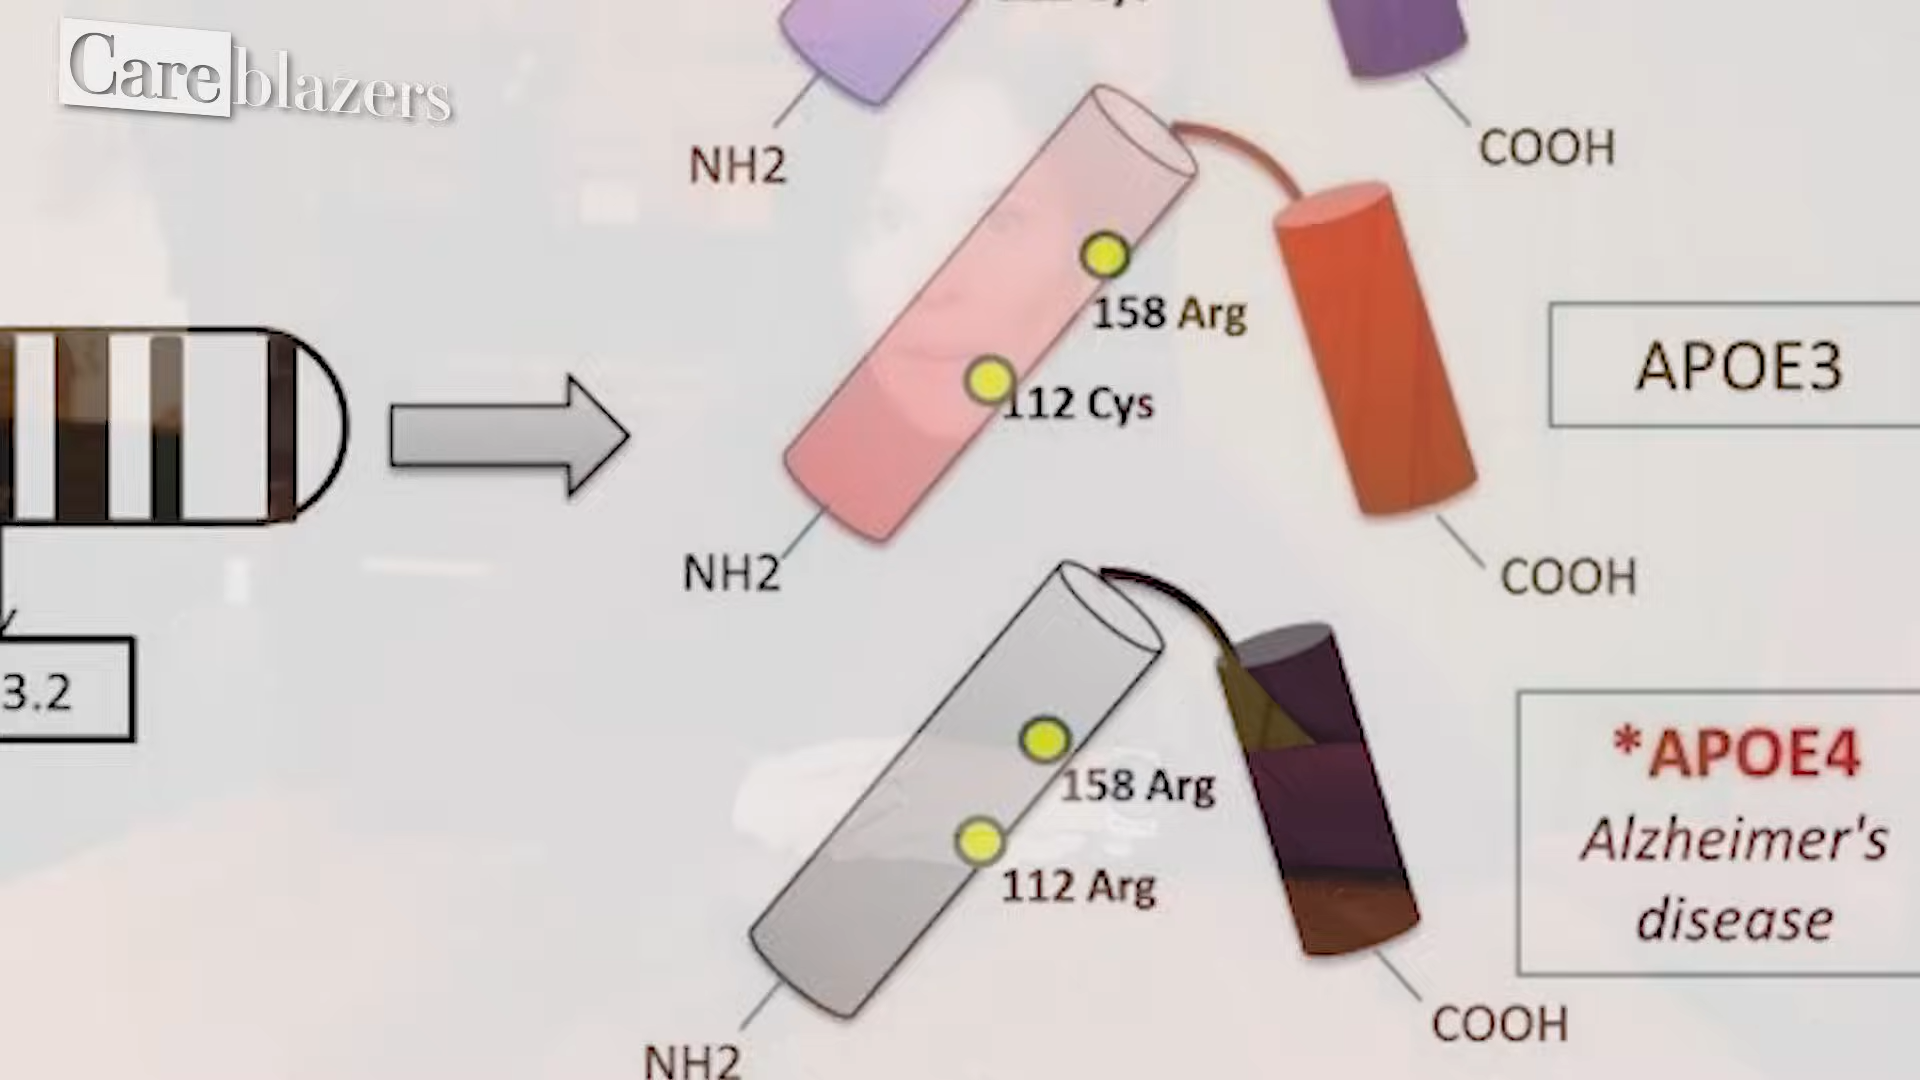 Careblazers
NH2
COOH
158 Arg
112 Cys
APOE3
NH2
COOH
3.2
158 Arg
112 Arg
*APOE4
Alzheimer's
disease
NH2
COOH